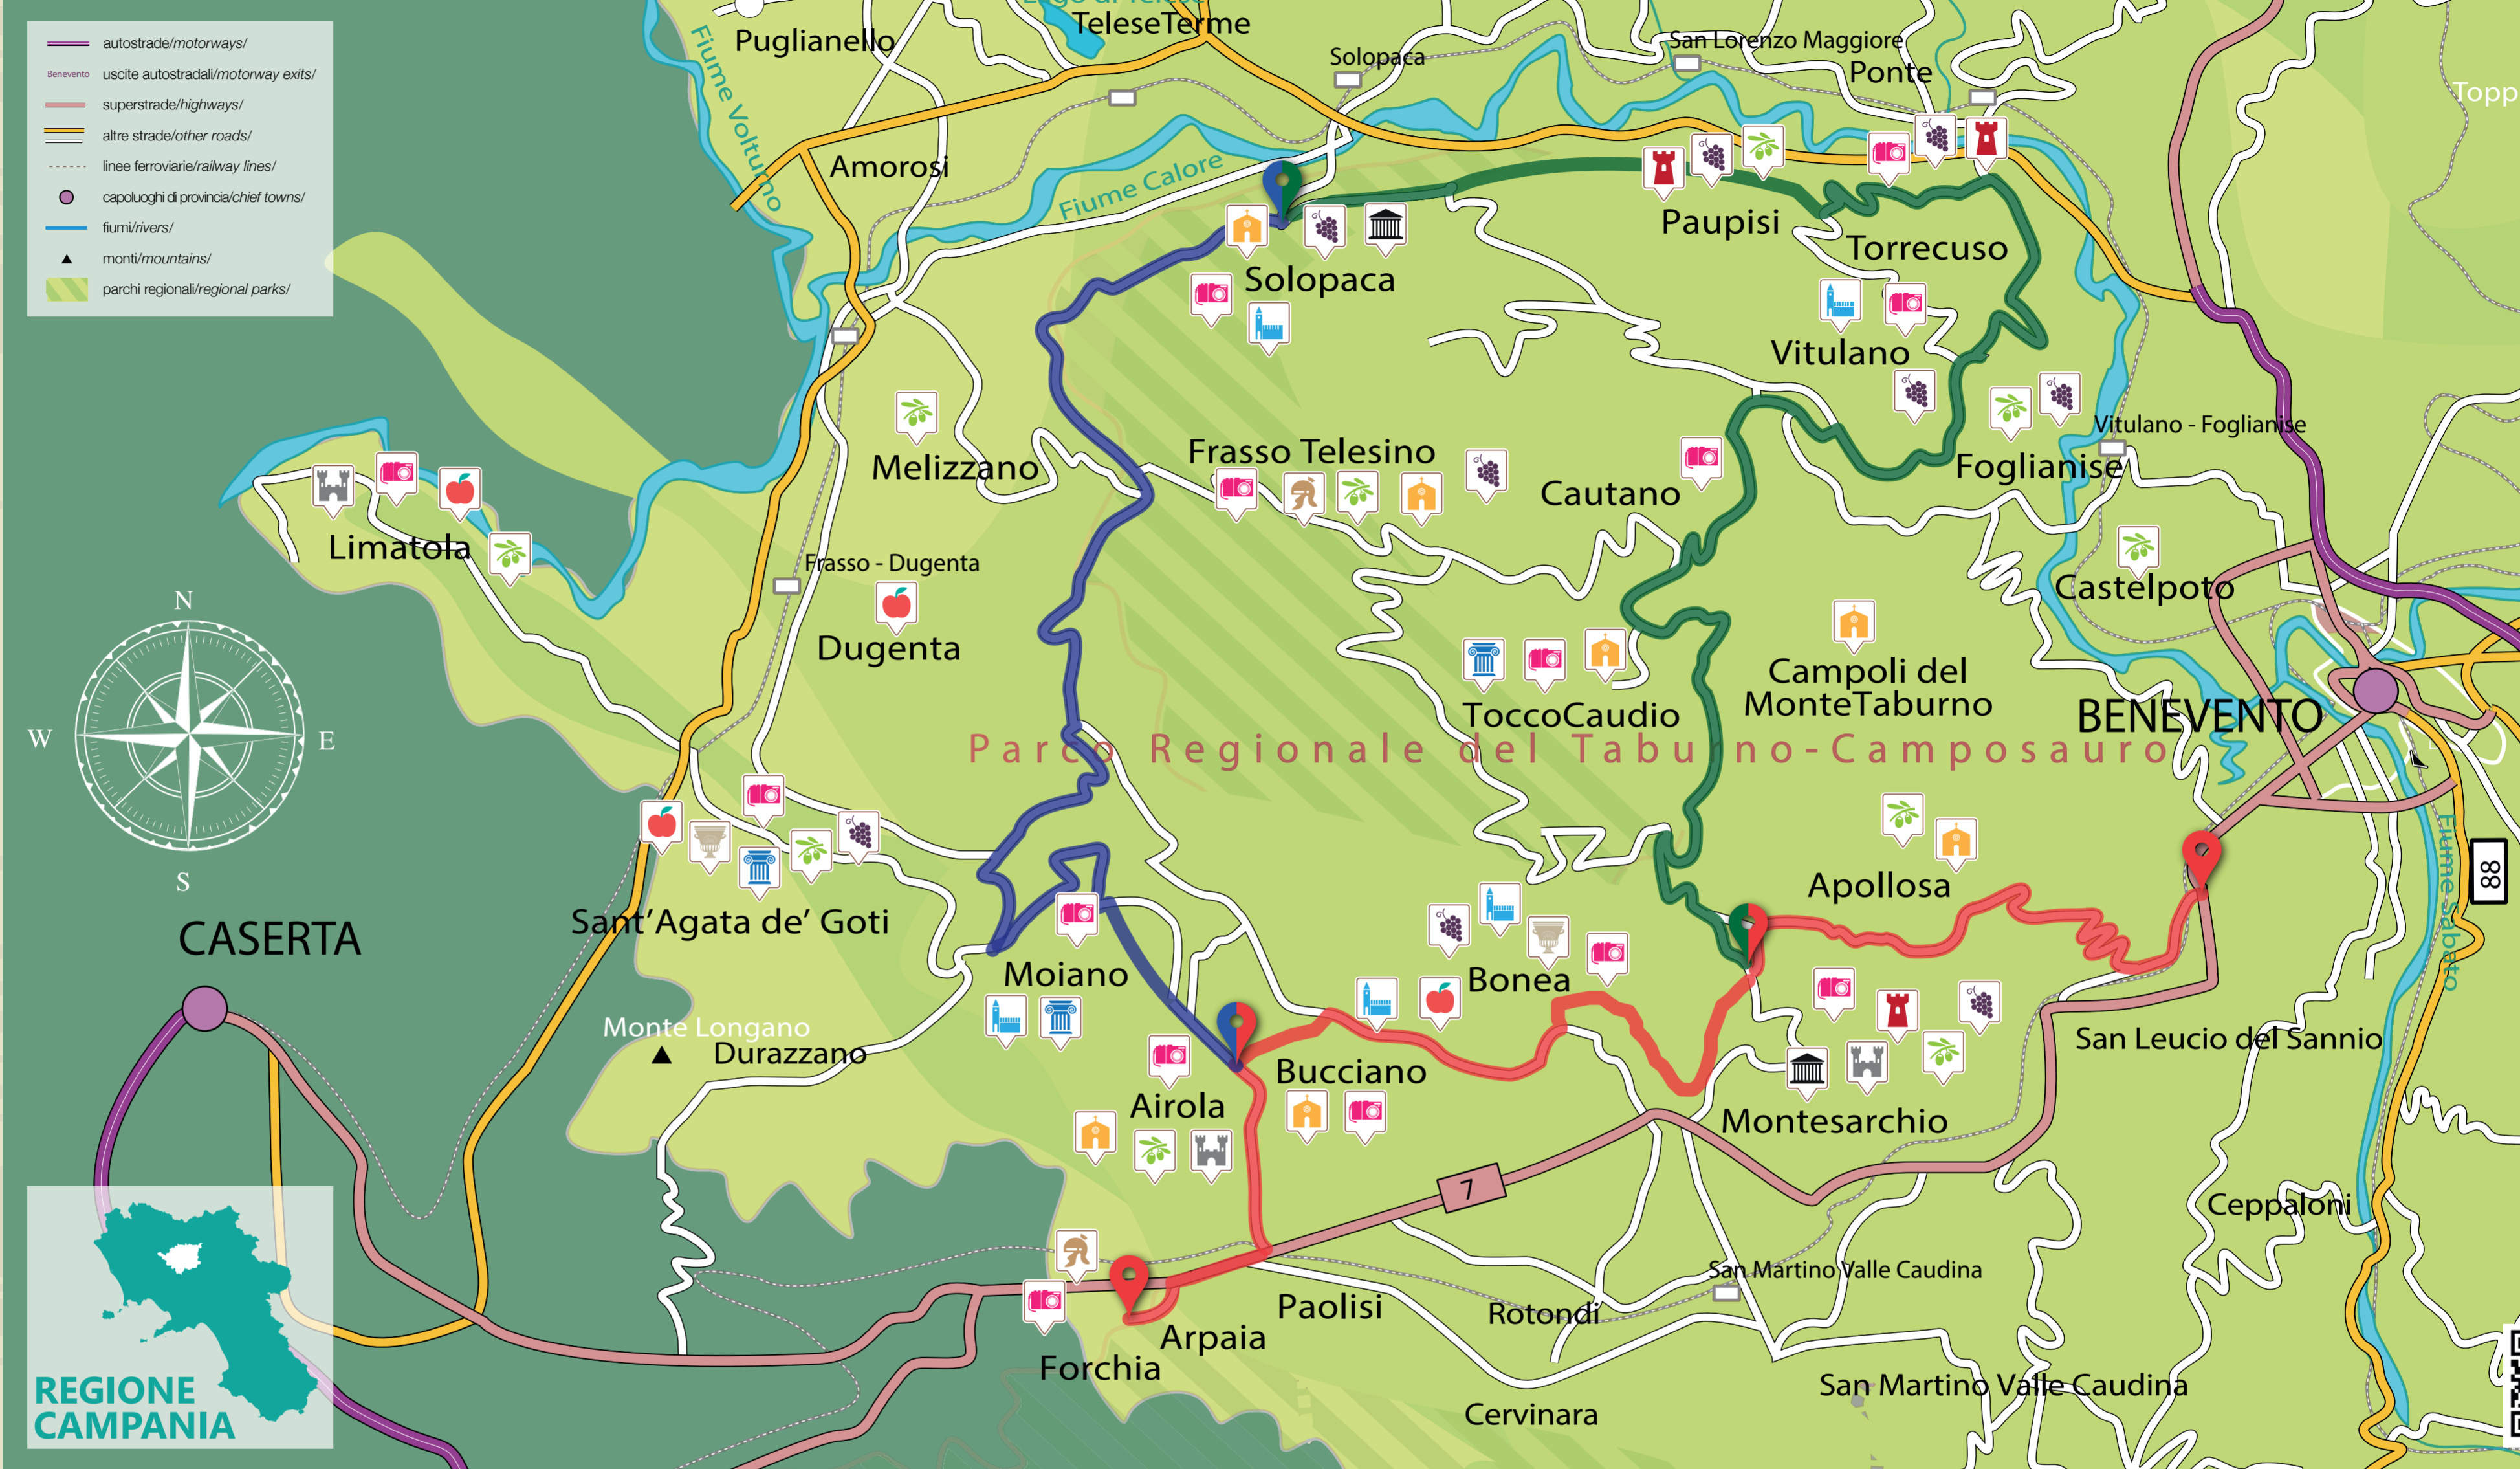 autostrade/motorways/
Benevento uscite autostradali/motorway exits/
superstrade/highways/
altre strade/other roads/
linee ferroviarie/railway lines/
capoluoghi di provincia/chief towns/
fiumi/rivers/
monti/mountains/
parchi regionali/regional parks/
Puglianello
Fiume Volturno
TeleseTerme
Solopaca
San Lorenzo Maggiore
Ponte
Topp
Amorosi
Fiume Calore
Paupisi
Torrecuso
Solopaca
Vitulano
Vitulano - Foglianise
Foglianise
Melizzano
Frasso Telesino
Cautano
Limatola
Frasso - Dugenta
Dugenta
Castelpoto
N
W
E
S
ToccoCaudio
Campoli del
MonteTaburno
BENEVENTO
Parco Regionale del Taburno-Camposauro
Fiume Sabato
88
Apollosa
CASERTA
Sant'Agata de' Goti
Moiano
Bonea
Monte Longano
Durazzano
San Leucio del Sannio
Bucciano
Airola
Montesarchio
7
Ceppaloni
San Martino Valle Caudina
Paolisi
Rotondi
Arpaia
Forchia
San Martino Valle Caudina
Cervinara
REGIONE
CAMPANIA